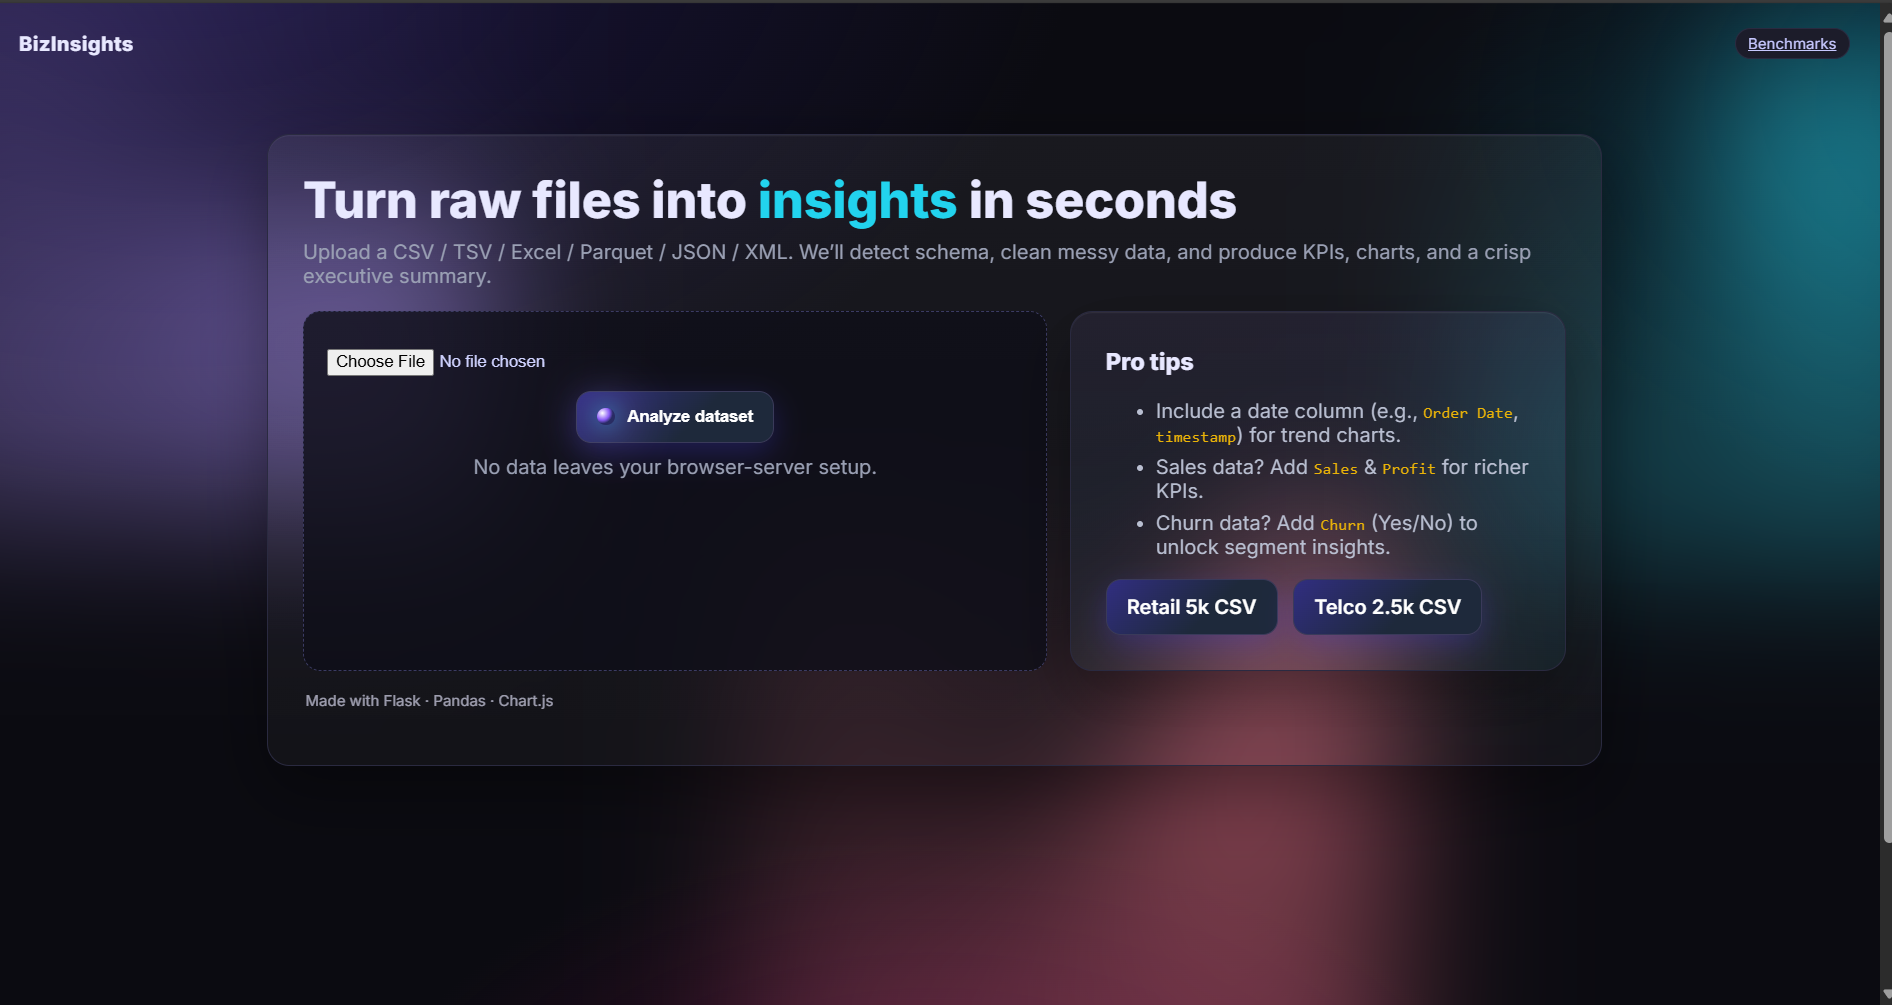 BizInsights
Benchmarks
Turn raw files into insights in seconds
Upload a CSV / TSV / Excel / Parquet / JSON / XML. We’ll detect schema, clean messy data, and produce KPIs, charts, and a crisp
executive summary.
Choose File No file chosen
Analyze dataset
No data leaves your browser-server setup.
Pro tips
• Include a date column (e.g., Order Date,
timestamp) for trend charts.
• Sales data? Add Sales & Profit for richer
KPIs.
• Churn data? Add Churn (Yes/No) to
unlock segment insights.
Retail 5k CSV
Telco 2.5k CSV
Made with Flask · Pandas · Chart.js